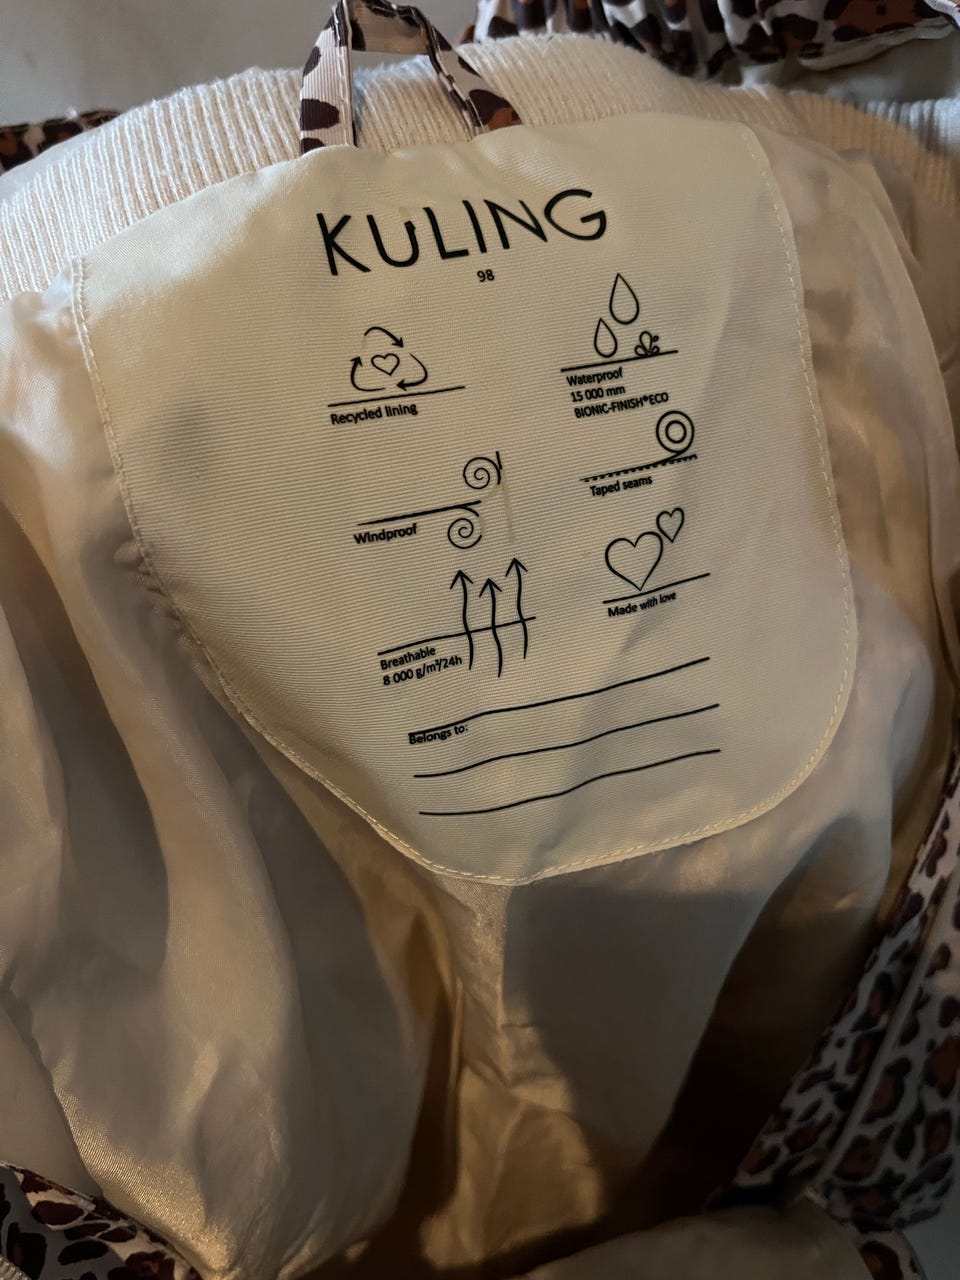 KULING
98
Recycled lining
Waterproof
15 000 mm
BIONIC-FINISH®ECO
Windproof
Taped seams
Breathable
8 000 g/m²/24h
Made with love
Belongs to: